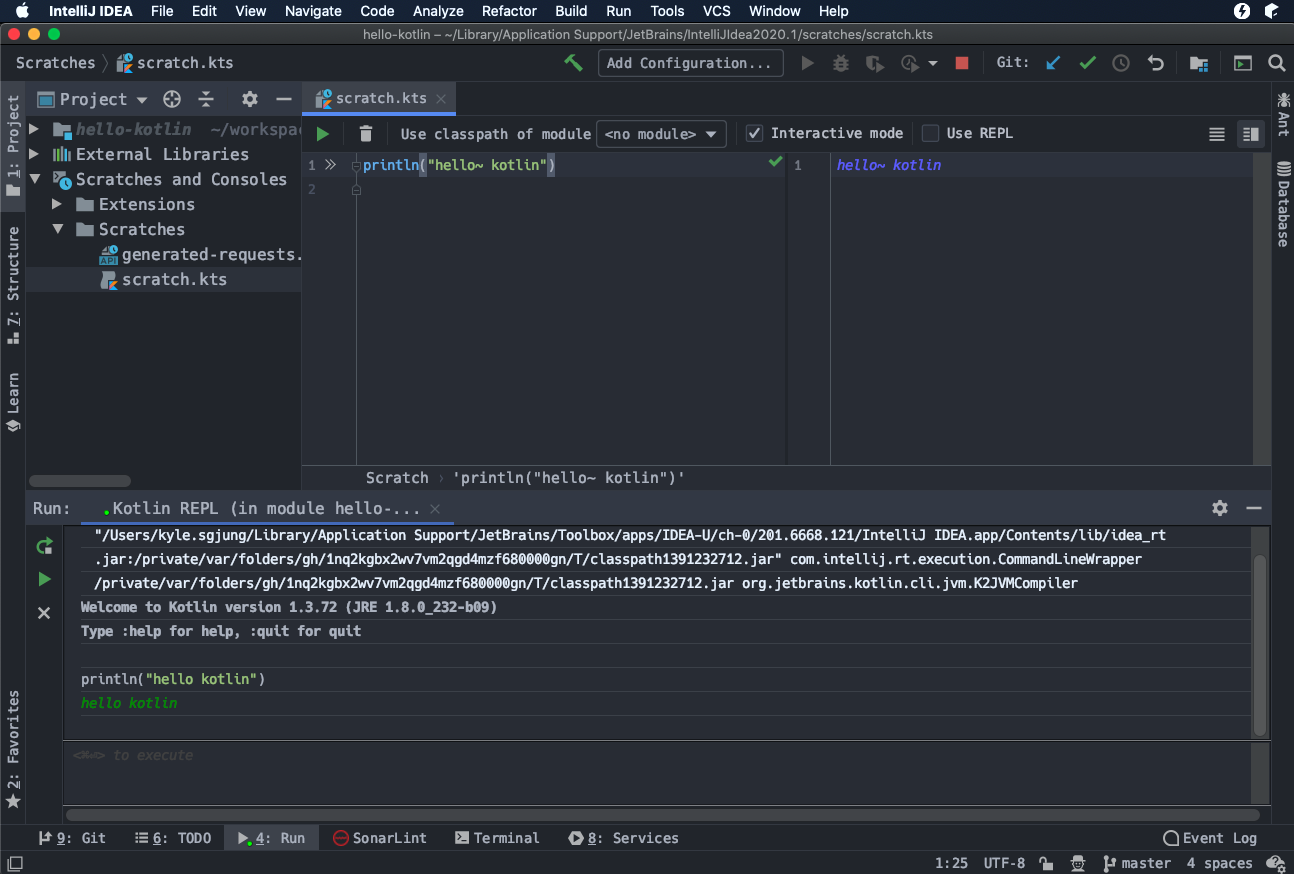 IntelliJ IDEA File Edit View Navigate Code Analyze Refactor Build Run Tools VCS Window Help
hello-kotlin – ~/Library/Application Support/JetBrains/IntelliJIdea2020.1/scratches/scratch.kts
Scratches scratch.kts Add Configuration... Git:
1: Project
Project
scratch.kts
Ant
hello-kotlin ~/workspa
Use classpath of module <no module> Interactive mode Use REPL
External Libraries
1 println("hello~ kotlin") 1 hello~ kotlin
Scratches and Consoles
2
Database
Extensions
Scratches
7: Structure
generated-requests.
scratch.kts
Learn
Scratch › 'println("hello~ kotlin")'
Run: Kotlin REPL (in module hello-...
"/Users/kyle.sgjung/Library/Application Support/JetBrains/Toolbox/apps/IDEA-U/ch-0/201.6668.121/IntelliJ IDEA.app/Contents/lib/idea_rt
.jar:/private/var/folders/gh/1nq2kgbx2wv7vm2qgd4mzf680000gn/T/classpath1391232712.jar" com.intellij.rt.execution.CommandLineWrapper
/private/var/folders/gh/1nq2kgbx2wv7vm2qgd4mzf680000gn/T/classpath1391232712.jar org.jetbrains.kotlin.cli.jvm.K2JVMCompiler
Welcome to Kotlin version 1.3.72 (JRE 1.8.0_232-b09)
Type :help for help, :quit for quit
println("hello kotlin")
hello kotlin
2: Favorites
<⌘⏎> to execute
9: Git 6: TODO 4: Run SonarLint Terminal 8: Services Event Log
1:25 UTF-8 master 4 spaces